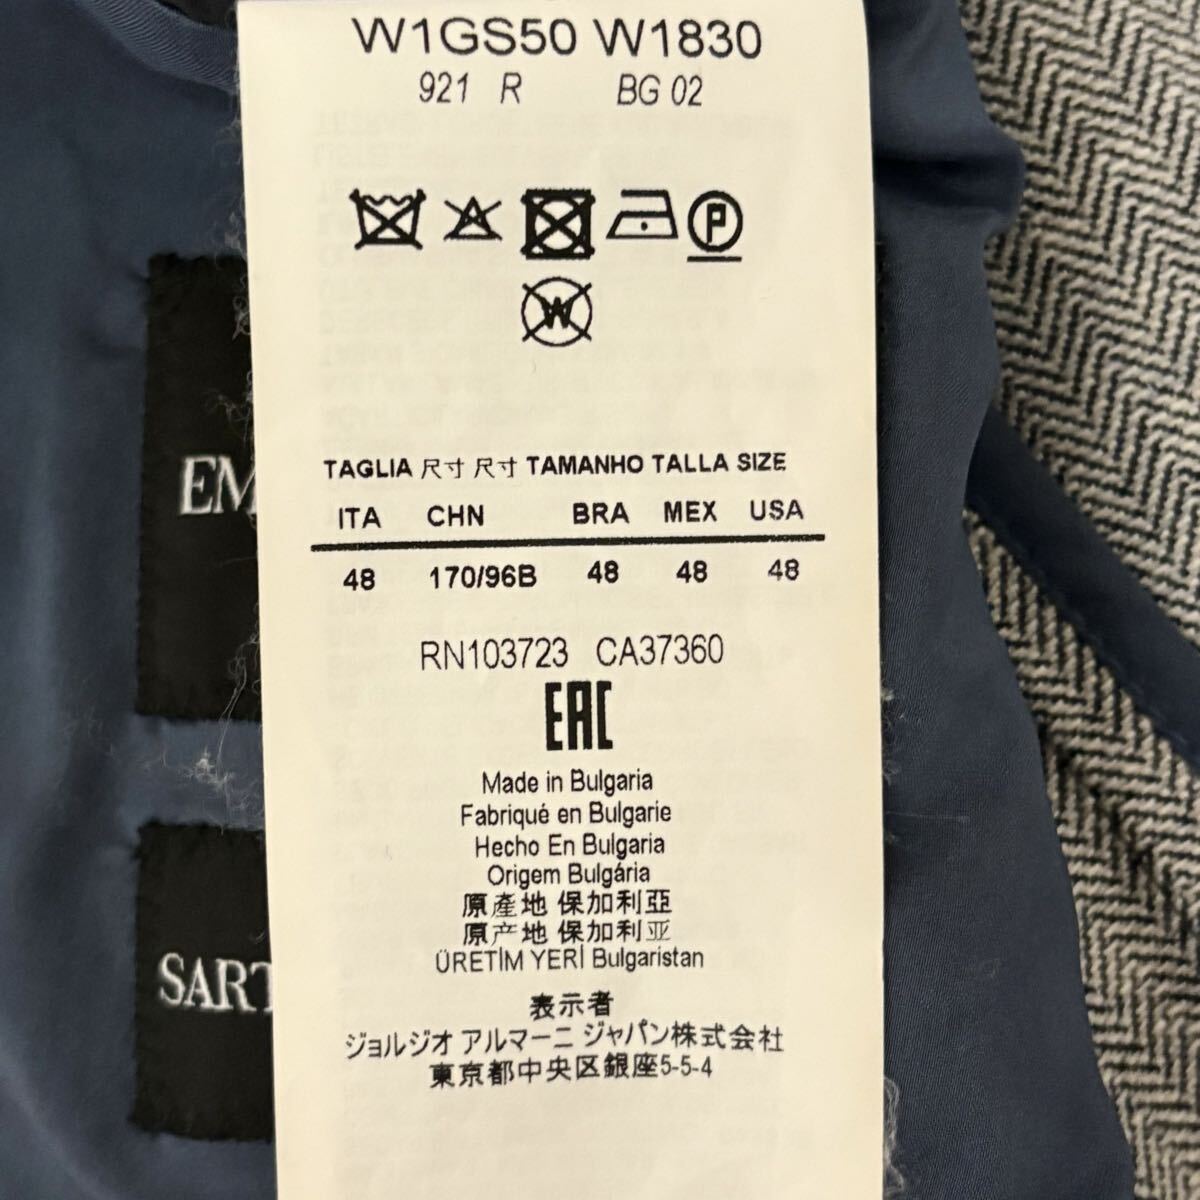 W1GS50 W1830
921 R BG 02
P
W
TAGLIA 尺寸 尺寸 TAMANHO TALLA SIZE
ITA CHN BRA MEX USA
48 170/96B 48 48 48
RN103723 CA37360
EAC
Made in Bulgaria
Fabriqué en Bulgarie
Hecho En Bulgaria
Origem Bulgária
原產地 保加利亞
原产地 保加利亚
ÜRETİM YERİ Bulgaristan
表示者
ジョルジオ アルマーニ ジャパン株式会社
東京都中央区銀座5-5-4
EM
SART